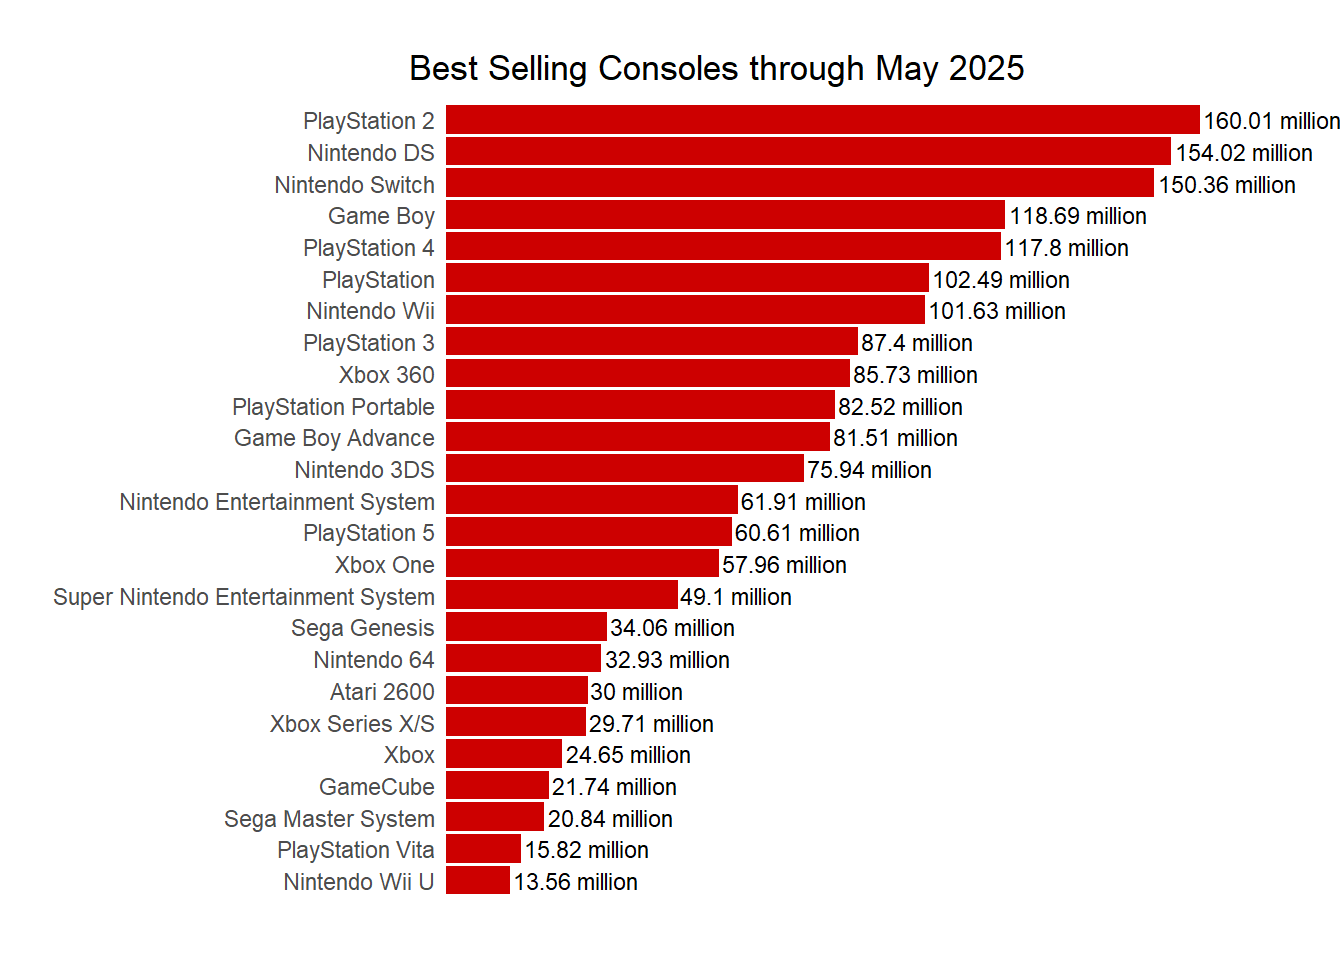 Best Selling Consoles through May 2025
PlayStation 2 160.01 million
Nintendo DS 154.02 million
Nintendo Switch 150.36 million
Game Boy 118.69 million
PlayStation 4 117.8 million
PlayStation 102.49 million
Nintendo Wii 101.63 million
PlayStation 3 87.4 million
Xbox 360 85.73 million
PlayStation Portable 82.52 million
Game Boy Advance 81.51 million
Nintendo 3DS 75.94 million
Nintendo Entertainment System 61.91 million
PlayStation 5 60.61 million
Xbox One 57.96 million
Super Nintendo Entertainment System 49.1 million
Sega Genesis 34.06 million
Nintendo 64 32.93 million
Atari 2600 30 million
Xbox Series X/S 29.71 million
Xbox 24.65 million
GameCube 21.74 million
Sega Master System 20.84 million
PlayStation Vita 15.82 million
Nintendo Wii U 13.56 million